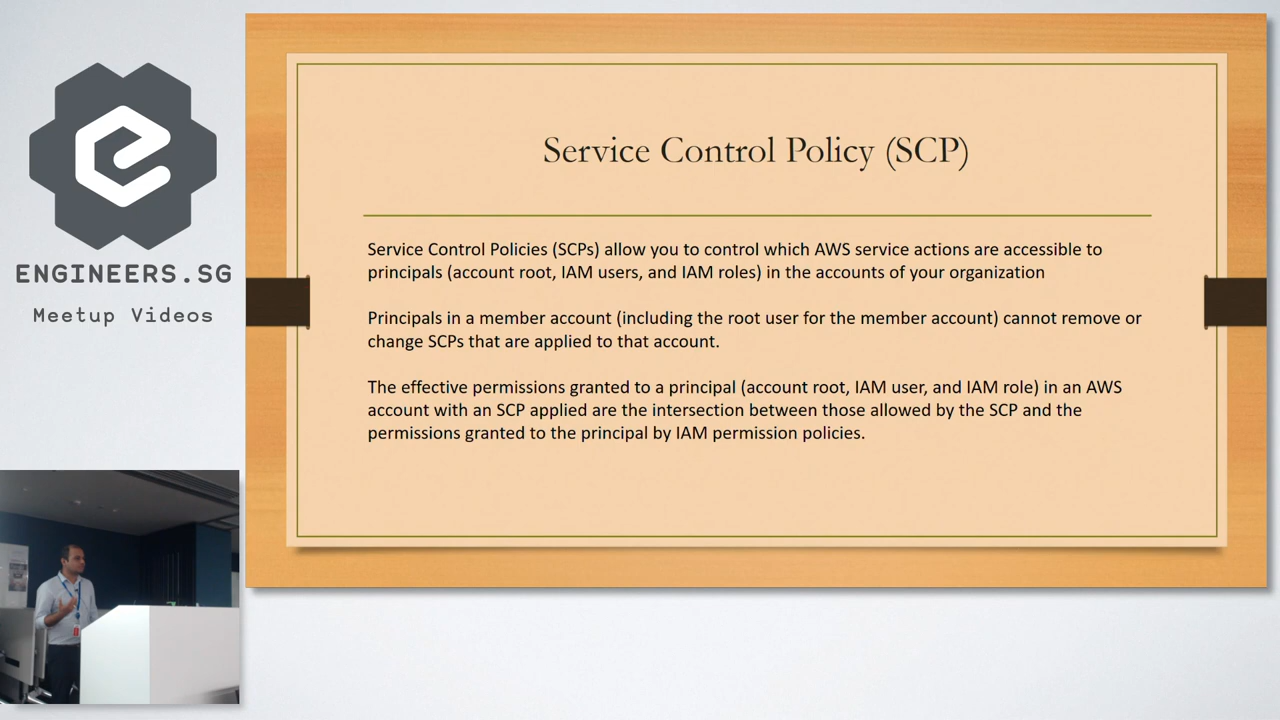 ENGINEERS.SG
Meetup Videos
Service Control Policy (SCP)
Service Control Policies (SCPs) allow you to control which AWS service actions are accessible to
principals (account root, IAM users, and IAM roles) in the accounts of your organization
Principals in a member account (including the root user for the member account) cannot remove or
change SCPs that are applied to that account.
The effective permissions granted to a principal (account root, IAM user, and IAM role) in an AWS
account with an SCP applied are the intersection between those allowed by the SCP and the
permissions granted to the principal by IAM permission policies.